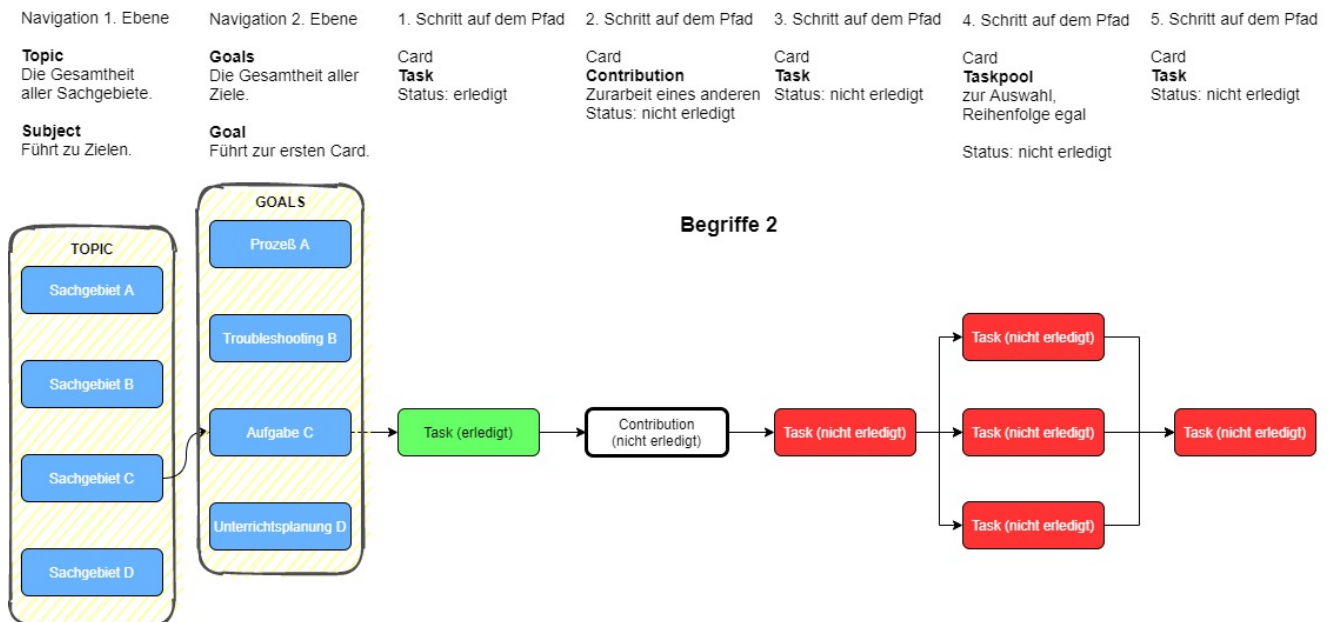 Navigation 1. Ebene
Topic
Die Gesamtheit
aller Sachgebiete.
Subject
Führt zu Zielen.
Navigation 2. Ebene
Goals
Die Gesamtheit aller
Ziele.
Goal
Führt zur ersten Card.
1. Schritt auf dem Pfad
Card
Task
Status: erledigt
2. Schritt auf dem Pfad
Card
Contribution
Zurarbeit eines anderen
Status: nicht erledigt
3. Schritt auf dem Pfad
Card
Task
Status: nicht erledigt
4. Schritt auf dem Pfad
Card
Taskpool
zur Auswahl,
Reihenfolge egal
Status: nicht erledigt
5. Schritt auf dem Pfad
Card
Task
Status: nicht erledigt
Begriffe 2
TOPIC
Sachgebiet A
Sachgebiet B
Sachgebiet C
Sachgebiet D
GOALS
Prozeß A
Troubleshooting B
Aufgabe C
Unterrichtsplanung D
Task (erledigt)
Contribution
(nicht erledigt)
Task (nicht erledigt)
Task (nicht erledigt)
Task (nicht erledigt)
Task (nicht erledigt)
Task (nicht erledigt)